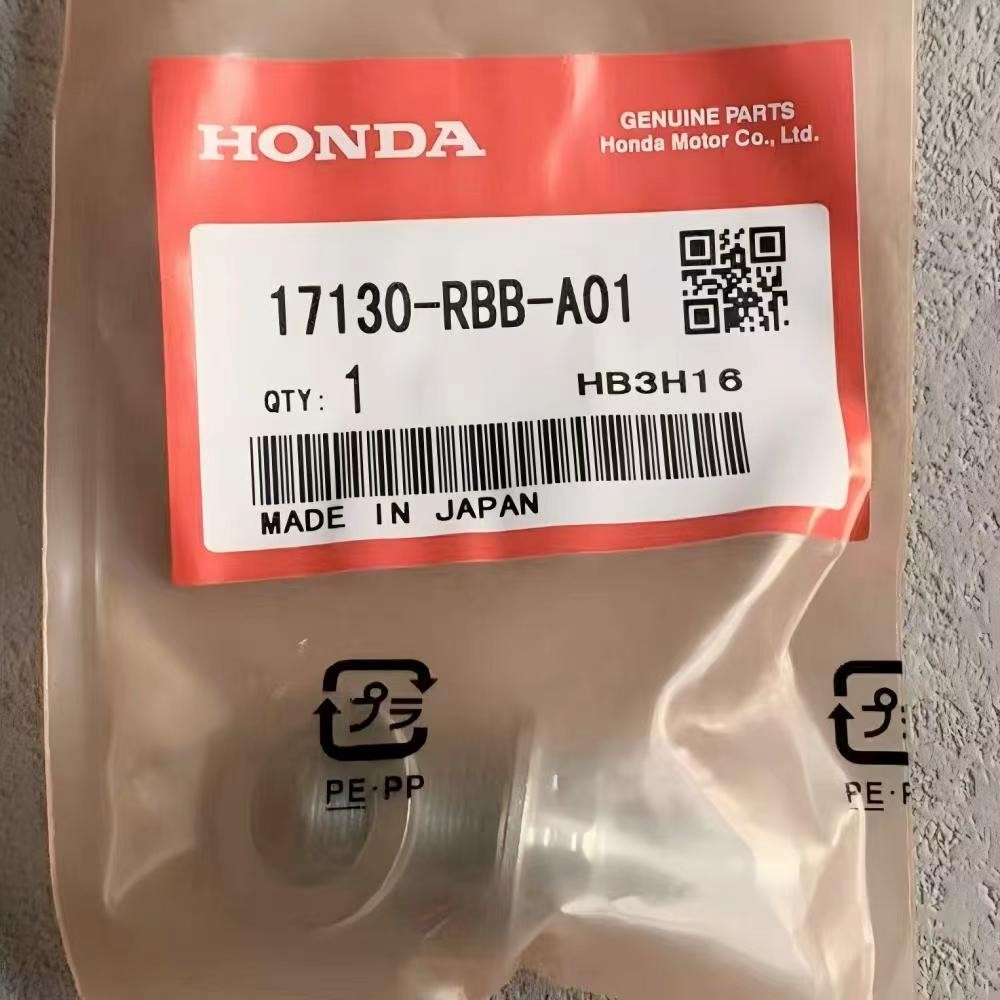 HONDA
GENUINE PARTS
Honda Motor Co., Ltd.
17130-RBB-A01
QTY: 1
HB3H16
MADE IN JAPAN
プラ
PE・PP
プラ
PE・P